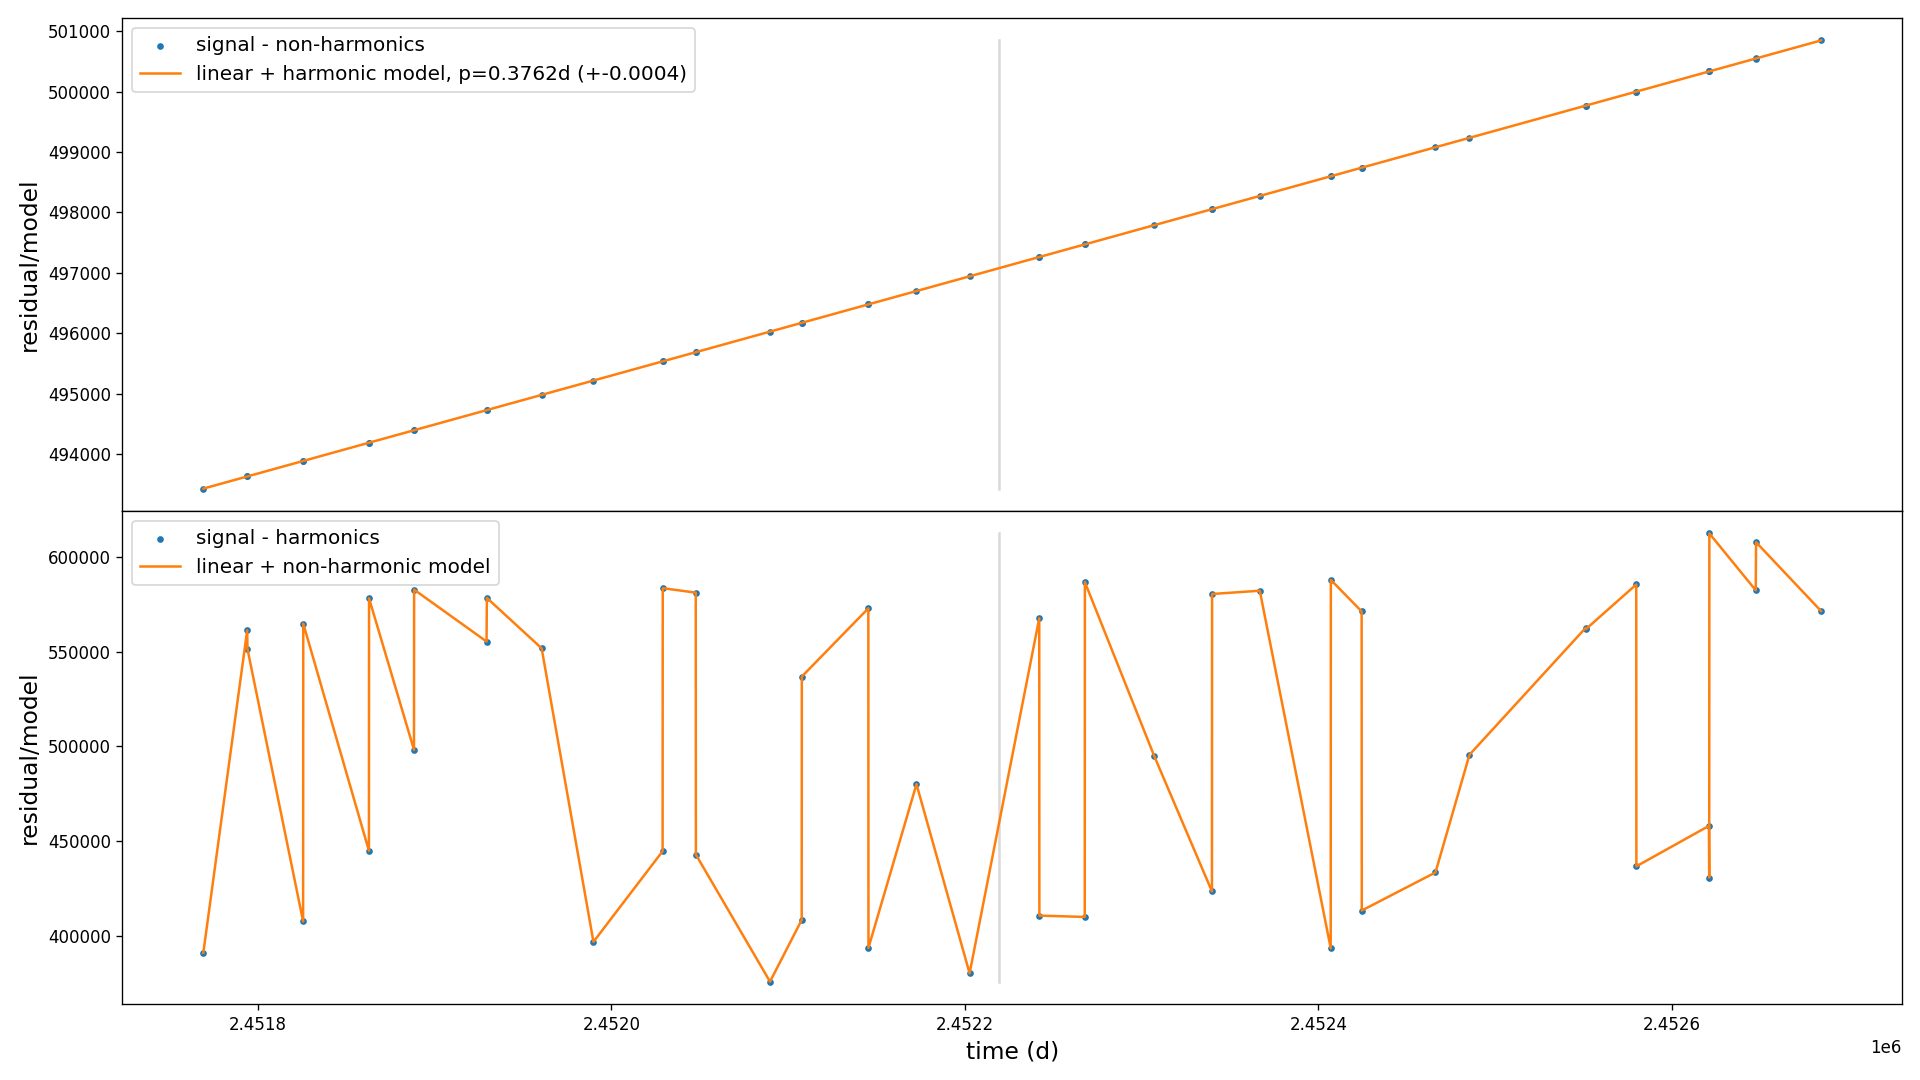 signal - non-harmonics
linear + harmonic model, p=0.3762d (+-0.0004)
501000
500000
499000
498000
497000
496000
495000
494000
residual/model
signal - harmonics
linear + non-harmonic model
600000
550000
500000
450000
400000
residual/model
2.4518 2.4520 2.4522 2.4524 2.4526
1e6
time (d)